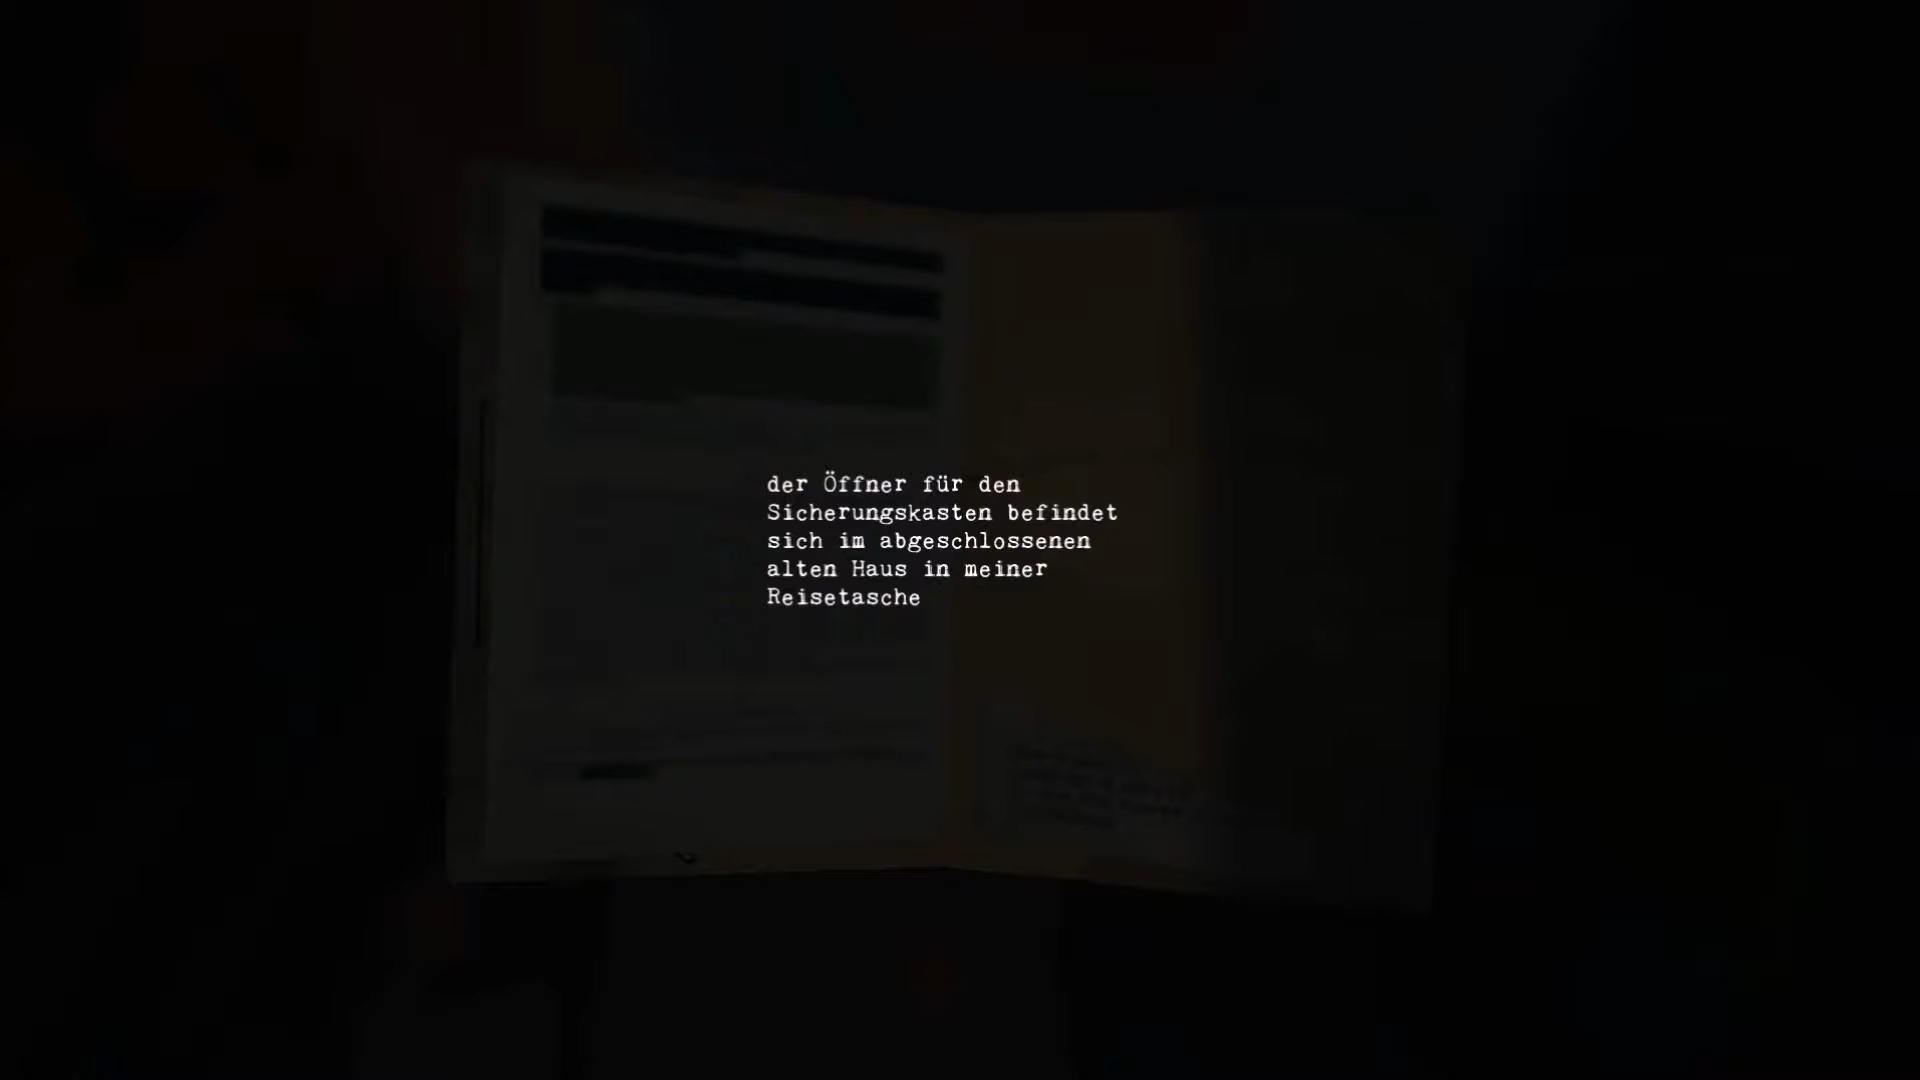 der Öffner für den
Sicherungskasten befindet
sich im abgeschlossenen
alten Haus in meiner
Reisetasche